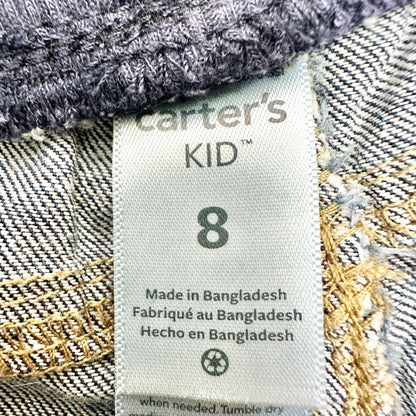 carter's
KID™
8
Made in Bangladesh
Fabriqué au Bangladesh
Hecho en Bangladesh
when needed. Tumble dry